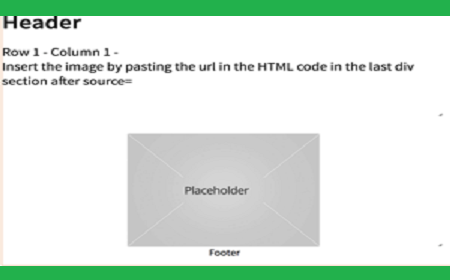 Header
Row 1 - Column 1 -
Insert the image by pasting the url in the HTML code in the last div
section after source=
Placeholder
Footer